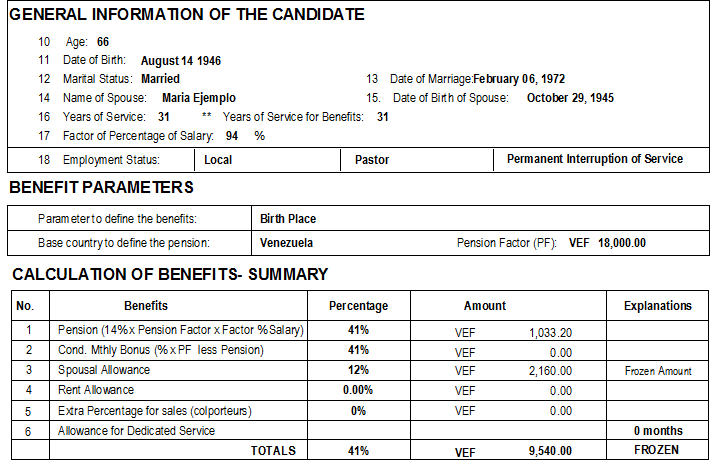 GENERAL INFORMATION OF THE CANDIDATE
10 Age: 66
11 Date of Birth: August 14 1946
12 Marital Status: Married 13 Date of Marriage: February 06, 1972
14 Name of Spouse: Maria Ejemplo 15. Date of Birth of Spouse: October 29, 1945
16 Years of Service: 31 ** Years of Service for Benefits: 31
17 Factor of Percentage of Salary: 94 %
18 Employment Status: Local Pastor Permanent Interruption of Service
BENEFIT PARAMETERS
Parameter to define the benefits: Birth Place
Base country to define the pension: Venezuela Pension Factor (PF): VEF 18,000.00
CALCULATION OF BENEFITS- SUMMARY
No. Benefits Percentage Amount Explanations
1 Pension (14% x Pension Factor x Factor % Salary) 41% VEF 1,033.20
2 Cond. Mthly Bonus (% x PF less Pension) 41% VEF 0.00
3 Spousal Allowance 12% VEF 2,160.00 Frozen Amount
4 Rent Allowance 0.00% VEF 0.00
5 Extra Percentage for sales (colporteurs) 0% VEF 0.00
6 Allowance for Dedicated Service 0 months
TOTALS 41% VEF 9,540.00 FROZEN